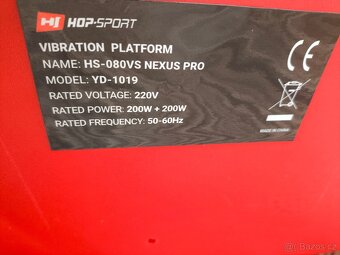 HOP-SPORT
VIBRATION PLATFORM
NAME: HS-080VS NEXUS PRO
MODEL: YD-1019
RATED VOLTAGE: 220V
RATED POWER: 200W + 200W
RATED FREQUENCY: 50-60Hz
CE
MADE IN CHINA
Bazos.cz